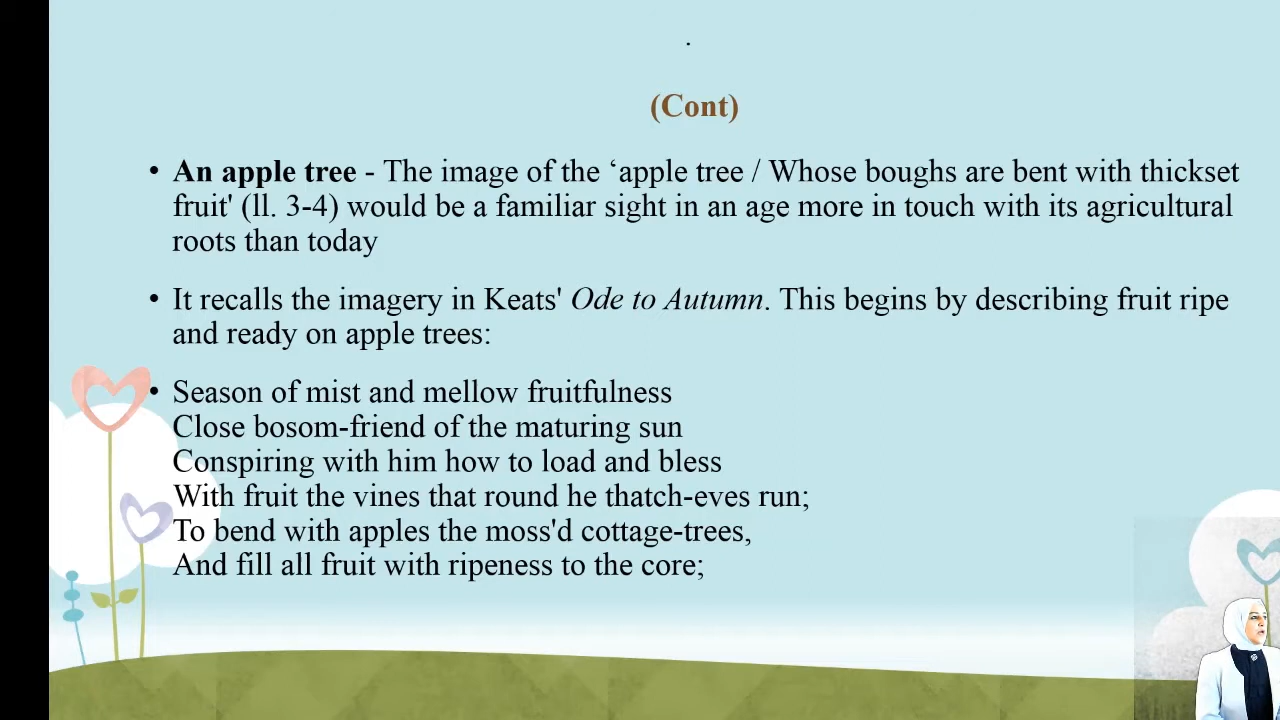 .
(Cont)
• An apple tree - The image of the ‘apple tree / Whose boughs are bent with thickset
fruit' (ll. 3-4) would be a familiar sight in an age more in touch with its agricultural
roots than today
• It recalls the imagery in Keats' Ode to Autumn. This begins by describing fruit ripe
and ready on apple trees:
• Season of mist and mellow fruitfulness
Close bosom-friend of the maturing sun
Conspiring with him how to load and bless
With fruit the vines that round he thatch-eves run;
To bend with apples the moss'd cottage-trees,
And fill all fruit with ripeness to the core;